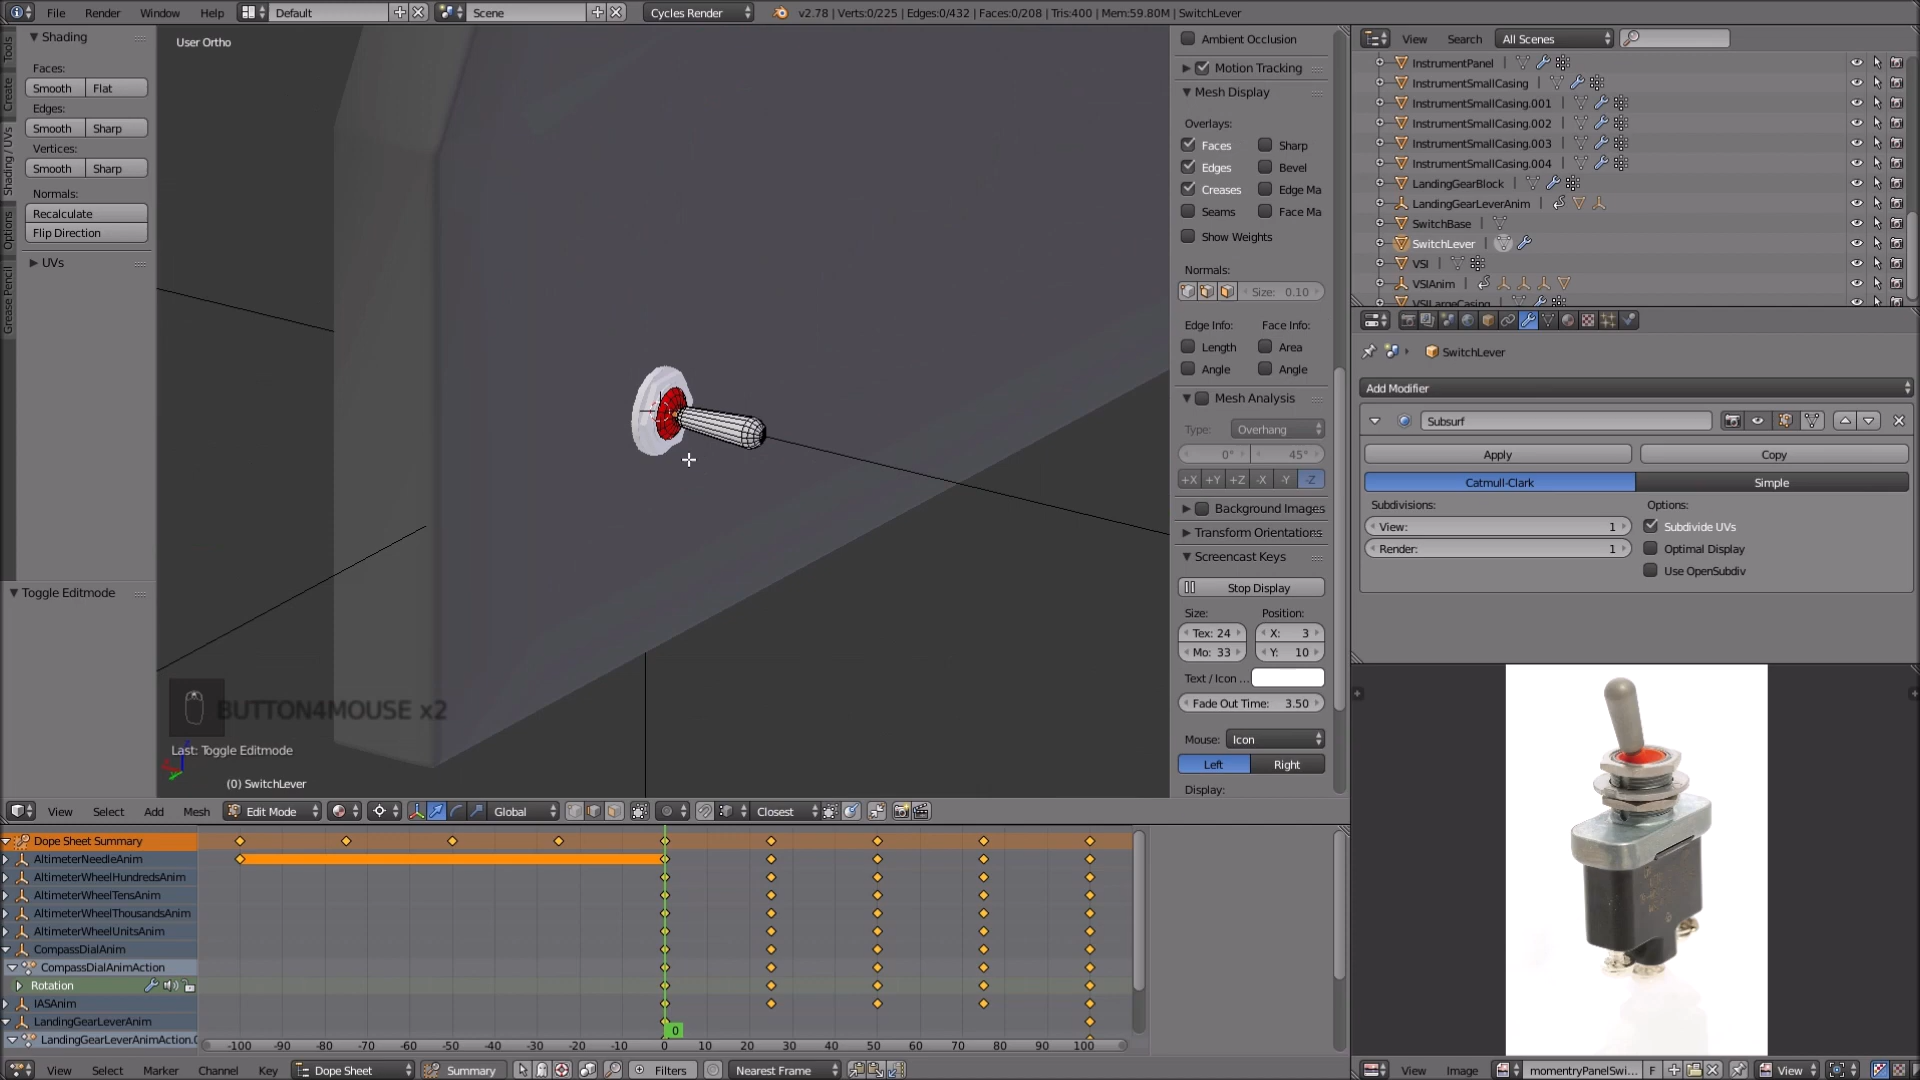 File Render Window Help Default Scene Cycles Render v2.78 | Verts:0/225 | Edges:0/432 | Faces:0/208 | Tris:400 | Mem:59.80M | SwitchLever
Tools
Create
Shading / UVs
Options
Grease Pencil
Shading
Faces:
Smooth Flat
Edges:
Smooth Sharp
Vertices:
Smooth Sharp
Normals:
Recalculate
Flip Direction
UVs
Toggle Editmode
User Ortho
BUTTON4MOUSE x2
Last: Toggle Editmode
(0) SwitchLever
Ambient Occlusion
Motion Tracking
Mesh Display
Overlays:
Faces Sharp
Edges Bevel
Creases Edge Ma
Seams Face Ma
Show Weights
Normals:
Size: 0.10
Edge Info: Face Info:
Length Area
Angle Angle
Mesh Analysis
Type: Overhang
0° 45°
+X +Y +Z -X -Y -Z
Background Images
Transform Orientations
Screencast Keys
Stop Display
Size: Position:
Tex: 24 X: 3
Mo: 33 Y: 10
Text / Icon ...
Fade Out Time: 3.50
Mouse: Icon
Left Right
Display:
View Search All Scenes
InstrumentPanel
InstrumentSmallCasing
InstrumentSmallCasing.001
InstrumentSmallCasing.002
InstrumentSmallCasing.003
InstrumentSmallCasing.004
LandingGearBlock
LandingGearLeverAnim
SwitchBase
SwitchLever
VSI
VSIAnim
VSILargeCasing
SwitchLever
Add Modifier
Subsurf
Apply Copy
Catmull-Clark Simple
Subdivisions: Options:
View: 1 Subdivide UVs
Render: 1 Optimal Display
Use OpenSubdiv
View Select Add Mesh Edit Mode Global Closest
Dope Sheet Summary
AltimeterNeedleAnim
AltimeterWheelHundredsAnim
AltimeterWheelTensAnim
AltimeterWheelThousandsAnim
AltimeterWheelUnitsAnim
CompassDialAnim
CompassDialAnimAction
Rotation
IASAnim
LandingGearLeverAnim
LandingGearLeverAnimAction.0
0
-100 -90 -80 -70 -60 -50 -40 -30 -20 -10 0 10 20 30 40 50 60 70 80 90 100
View Select Marker Channel Key Dope Sheet Summary Filters Nearest Frame
View Image momentryPanelSwi... F View